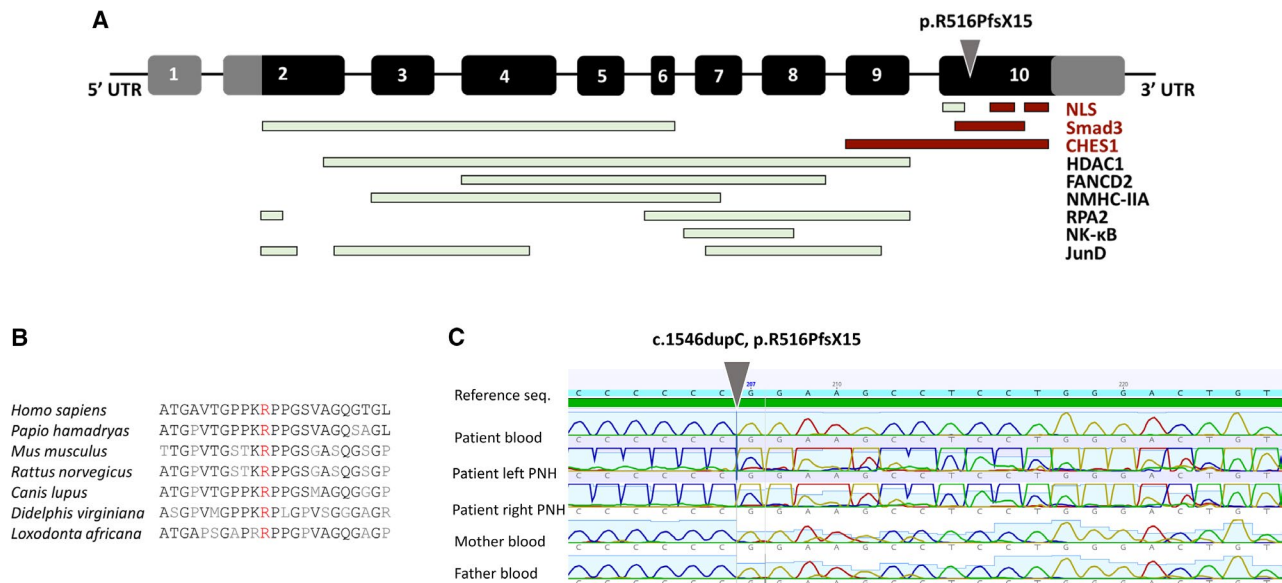 A
p.R516PfsX15
1 2 3 4 5 6 7 8 9 10
5’ UTR 3’ UTR
NLS
Smad3
CHES1
HDAC1
FANCD2
NMHC-IIA
RPA2
NK-κB
JunD
B
Homo sapiens ATGAVTGPPKRPPGSVAGQGTGL
Papio hamadryas ATGPVTGPPKRPPGSVAGQSAGL
Mus musculus TTGPVTGSTKRPPGSGASQGSGP
Rattus norvegicus ATGPVTGSTKRPPGSGASQGSGP
Canis lupus ATGPVTGPPKRPPGSMAGQGGGP
Didelphis virginiana ASGPVMGPPKRPLGPVSGGGAGR
Loxodonta africana ATGAPSGAPRRPPGPVAGQGAGP
C
c.1546dupC, p.R516PfsX15
207 210 220
Reference seq. C C C C C C G G A A G C C T C C T G G G A C T G T
Patient blood
C C C C C C G G A A G C C T C C T G G G A C T G T
Patient left PNH
C C C C C C G G A A G C C T C C T G G G A C T G T
Patient right PNH
C C C C C C G G A A G C C T C C T G G G A C T G T
Mother blood
C C C C C C G G A A G C C T C C T G G G A C T G T
Father blood